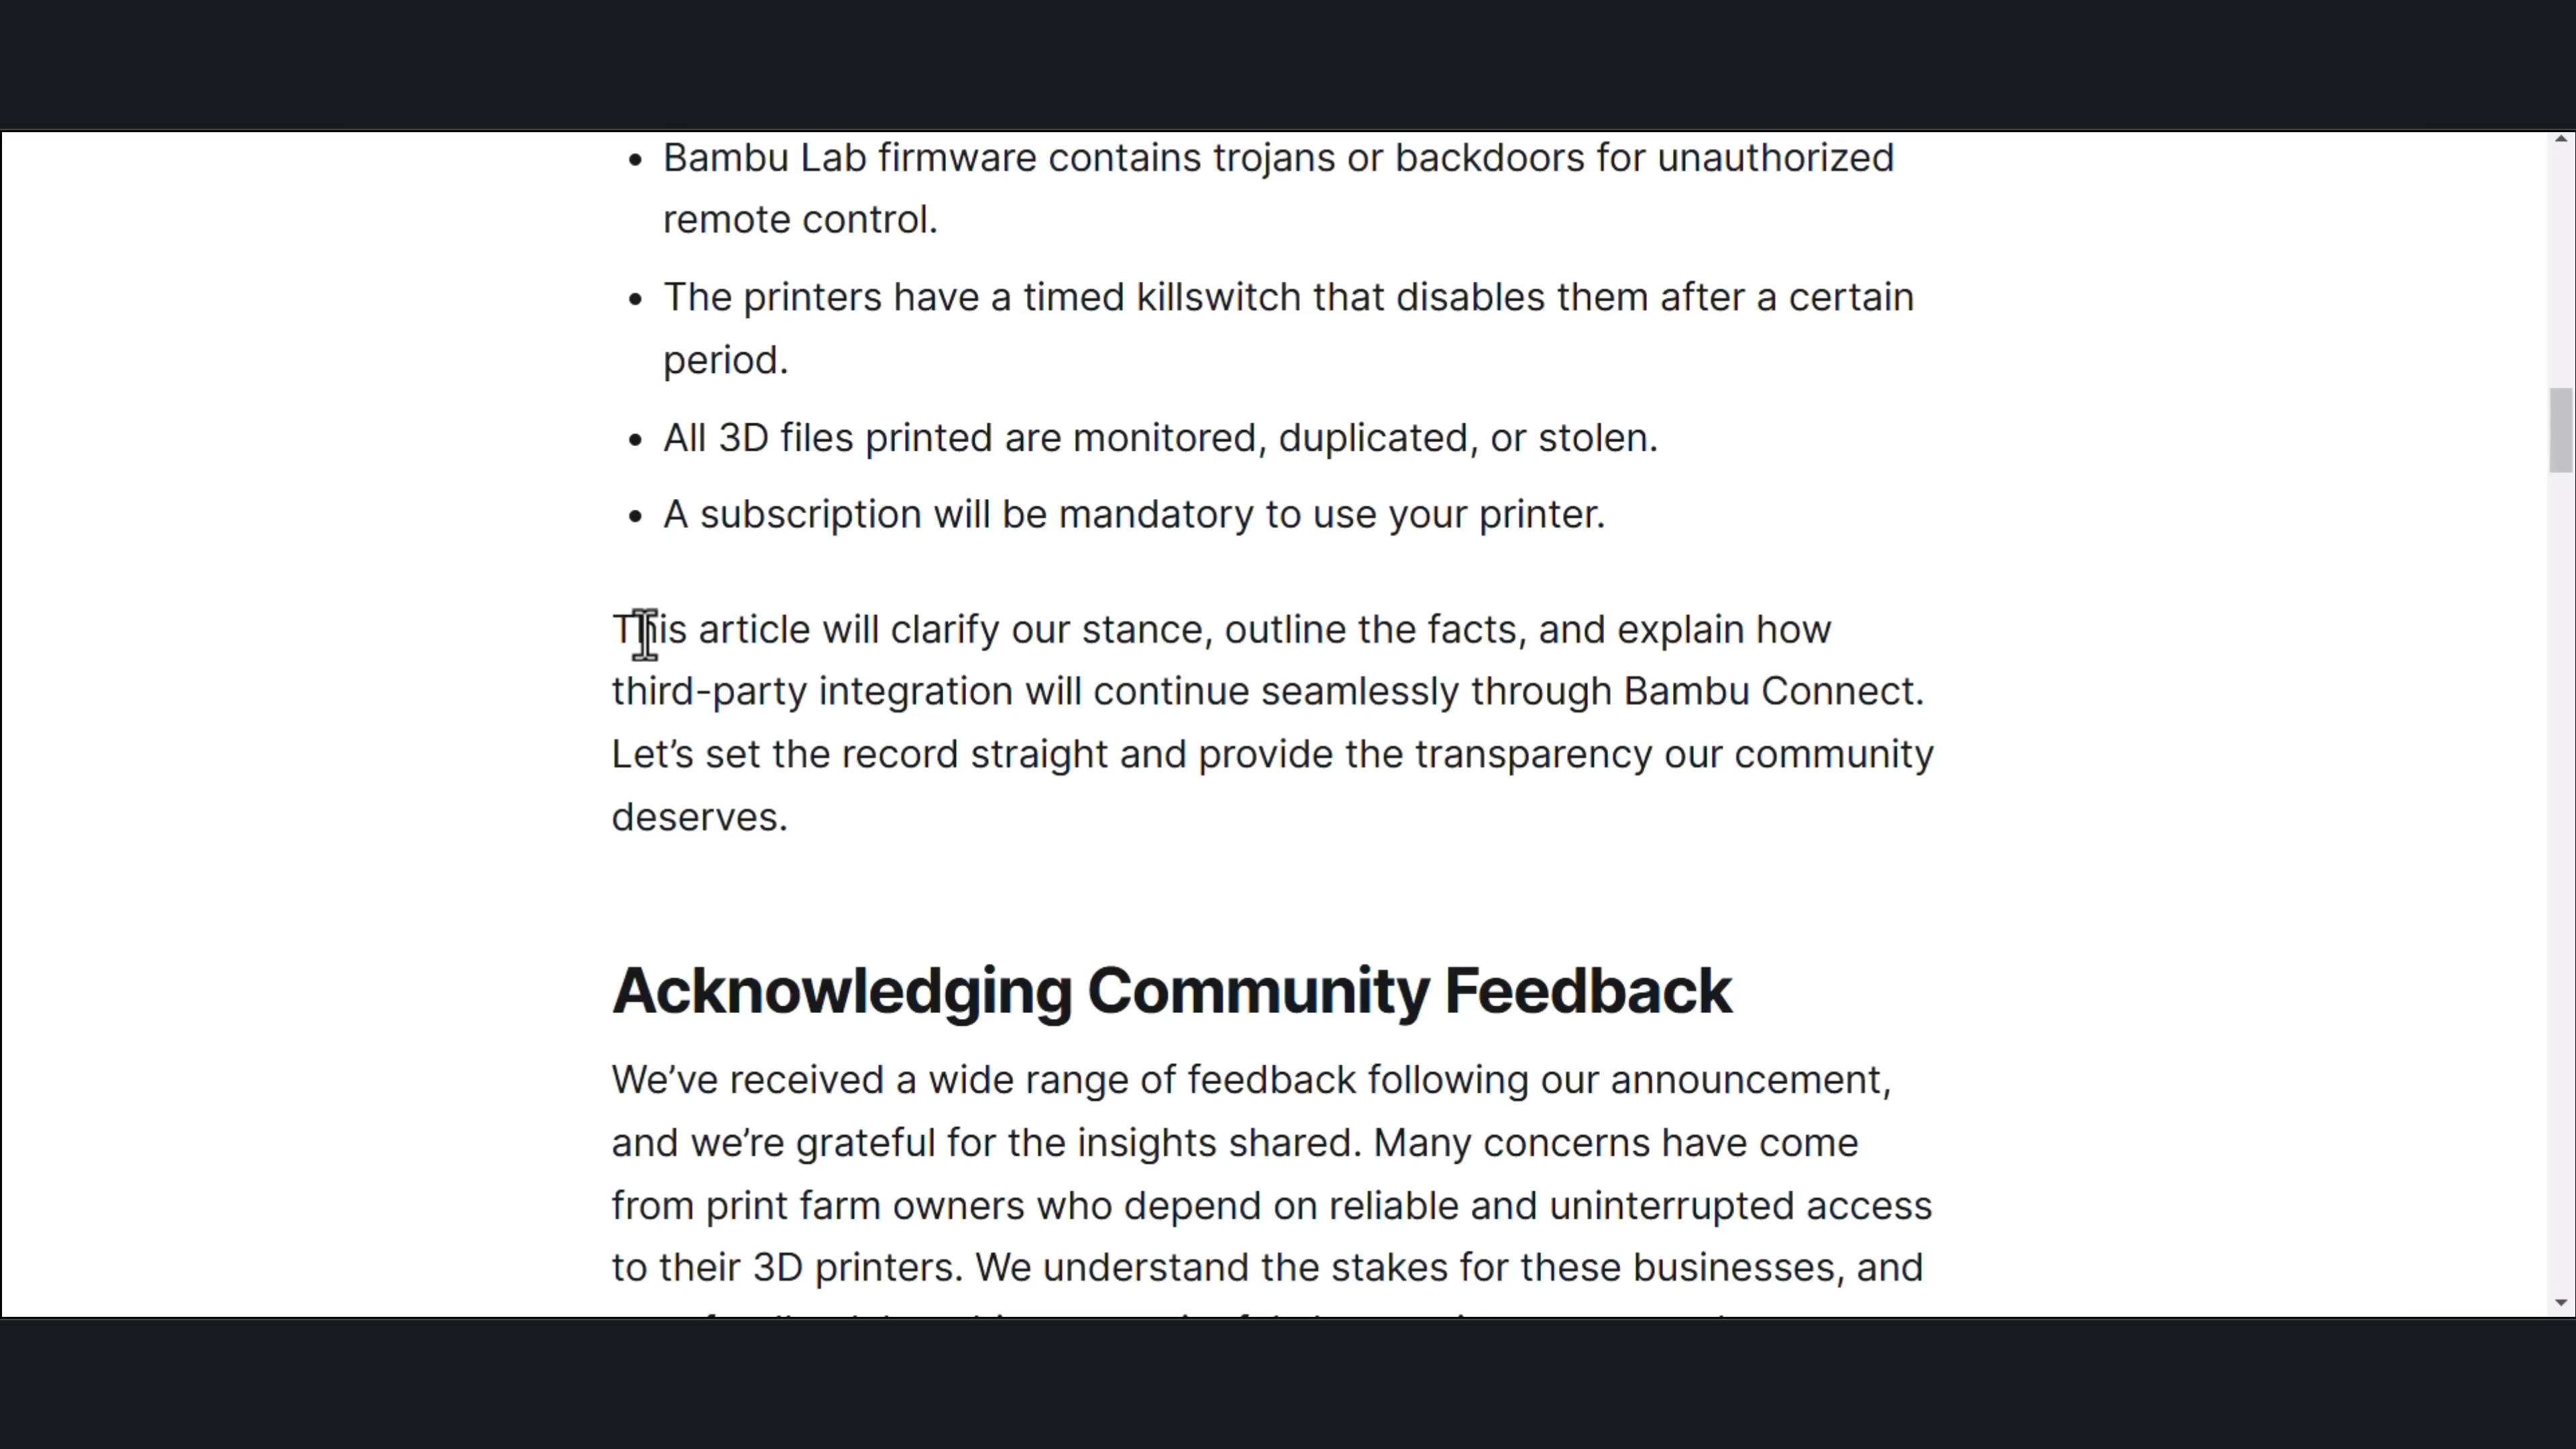 • Bambu Lab firmware contains trojans or backdoors for unauthorized
remote control.
• The printers have a timed killswitch that disables them after a certain
period.
• All 3D files printed are monitored, duplicated, or stolen.
• A subscription will be mandatory to use your printer.
This article will clarify our stance, outline the facts, and explain how
third-party integration will continue seamlessly through Bambu Connect.
Let’s set the record straight and provide the transparency our community
deserves.
Acknowledging Community Feedback
We’ve received a wide range of feedback following our announcement,
and we’re grateful for the insights shared. Many concerns have come
from print farm owners who depend on reliable and uninterrupted access
to their 3D printers. We understand the stakes for these businesses, and